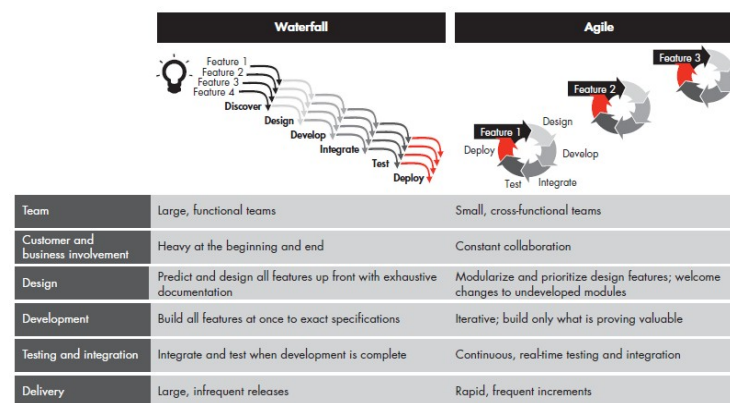 Waterfall
Agile
Feature 1
Feature 2
Feature 3
Feature 4
Discover
Design
Develop
Integrate
Test
Deploy
Feature 1
Design
Develop
Integrate
Test
Deploy
Feature 2
Feature 3
Team
Large, functional teams
Small, cross-functional teams
Customer and
business involvement
Heavy at the beginning and end
Constant collaboration
Design
Predict and design all features up front with exhaustive
documentation
Modularize and prioritize design features; welcome
changes to undeveloped modules
Development
Build all features at once to exact specifications
Iterative; build only what is proving valuable
Testing and integration
Integrate and test when development is complete
Continuous, real-time testing and integration
Delivery
Large, infrequent releases
Rapid, frequent increments